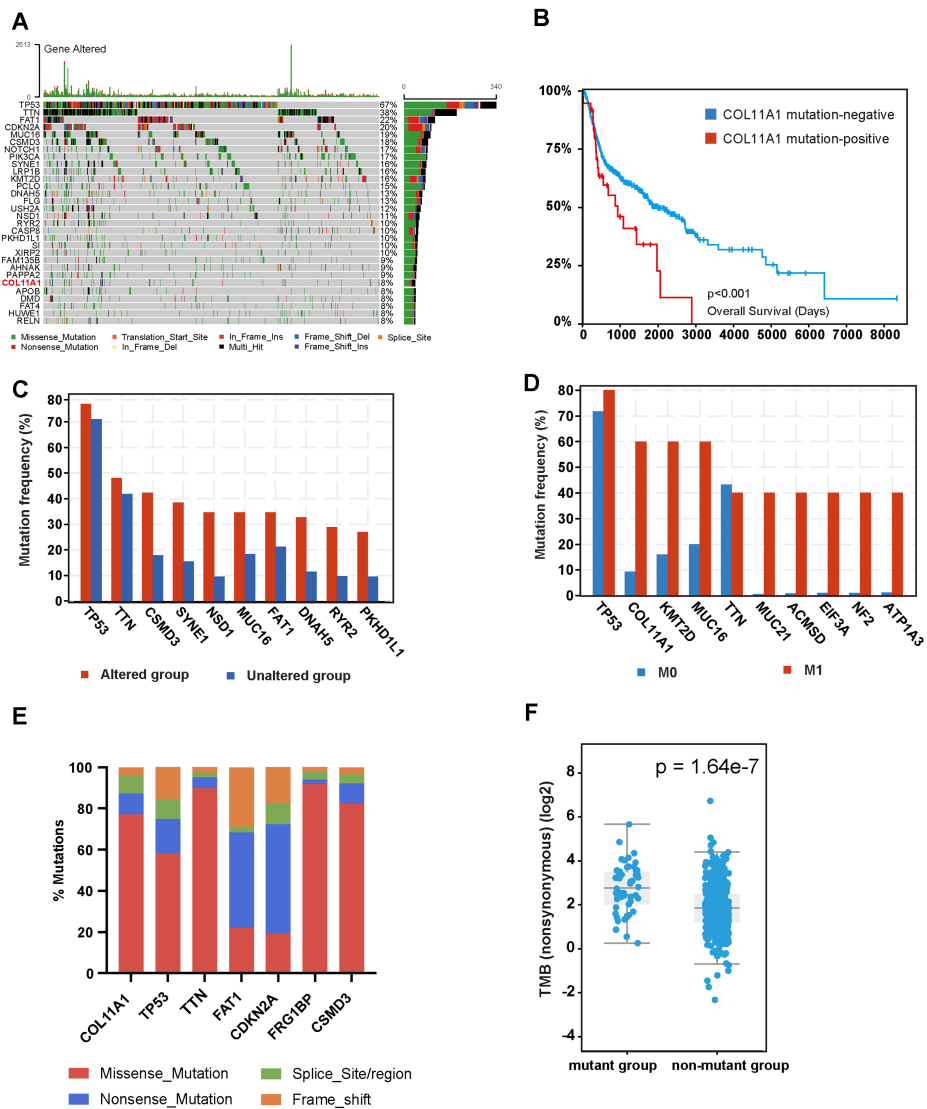 A
2613
Gene Altered
0
0 340
TP53 67%
TTN 38%
FAT1 22%
CDKN2A 20%
MUC16 19%
CSMD3 18%
NOTCH1 17%
PIK3CA 17%
SYNE1 16%
LRP1B 16%
KMT2D 16%
PCLO 15%
DNAH5 13%
FLG 13%
USH2A 12%
NSD1 11%
RYR2 10%
CASP8 10%
PKHD1L1 10%
SI 10%
XIRP2 10%
FAM135B 9%
AHNAK 9%
PAPPA2 9%
COL11A1 8%
APOB 8%
DMD 8%
FAT4 8%
HUWE1 8%
RELN 8%
Missense_Mutation Translation_Start_Site In_Frame_Ins Frame_Shift_Del Splice_Site
Nonsense_Mutation In_Frame_Del Multi_Hit Frame_Shift_Ins
B
100%
75%
50%
25%
0%
COL11A1 mutation-negative
COL11A1 mutation-positive
p<0.001
Overall Survival (Days)
0 1000 2000 3000 4000 5000 6000 7000 8000
C
Mutation frequency (%)
80
70
60
50
40
30
20
10
0
TP53 TTN CSMD3 SYNE1 NSD1 MUC16 FAT1 DNAH5 RYR2 PKHD1L1
Altered group Unaltered group
D
Mutation frequency (%)
80
70
60
50
40
30
20
10
0
TP53 COL11A1 KMT2D MUC16 TTN MUC21 ACMSD EIF3A NF2 ATP1A3
M0 M1
E
% Mutations
100
80
60
40
20
0
COL11A1 TP53 TTN FAT1 CDKN2A FRG1BP CSMD3
Missense_Mutation Splice_Site/region
Nonsense_Mutation Frame_shift
F
p = 1.64e-7
TMB (nonsynonymous) (log2)
8
6
4
2
0
-2
-4
mutant group non-mutant group